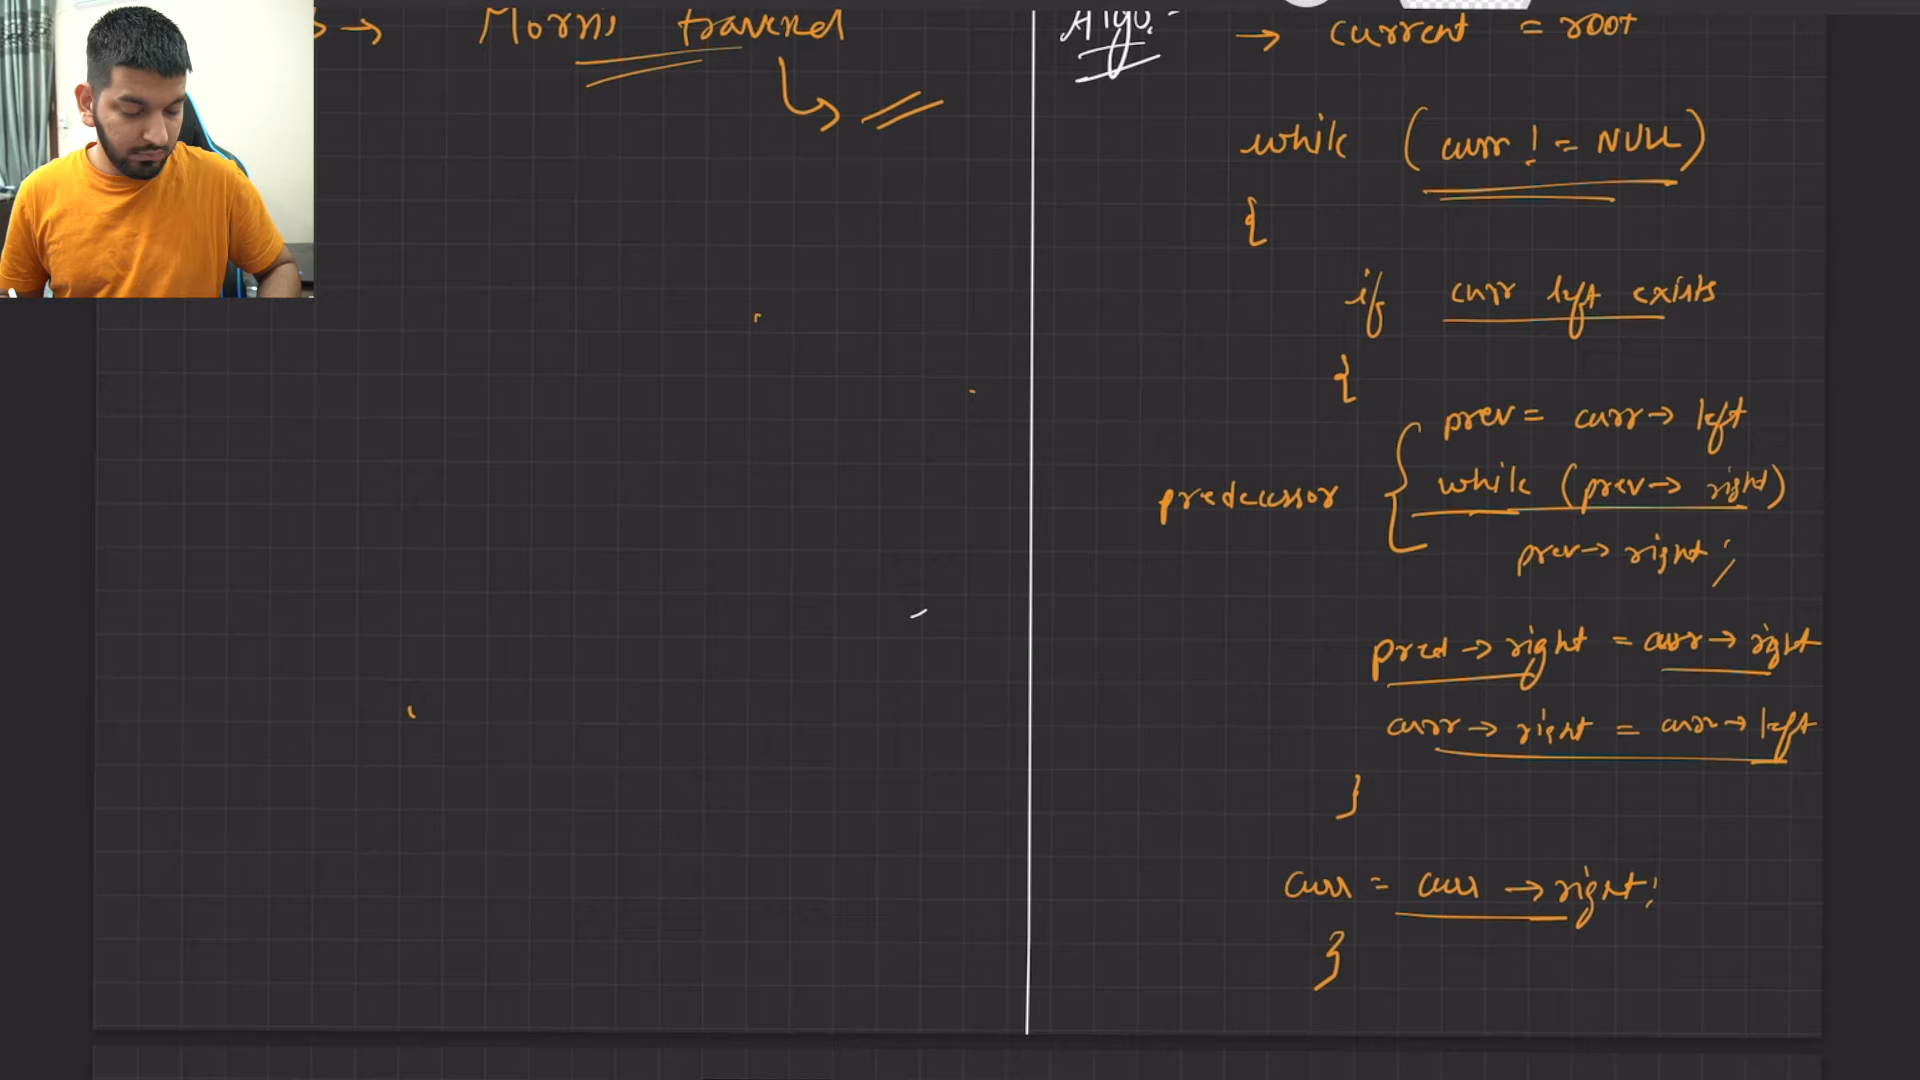 → Morris traversal
Algo:-
→ current = root
while (curr != NULL)
{
if curr left exists
{
prev = curr → left
while (prev → right)
predecessor
prev → right;
pred → right = curr → right
curr → right = curr → left
}
curr = curr → right;
}